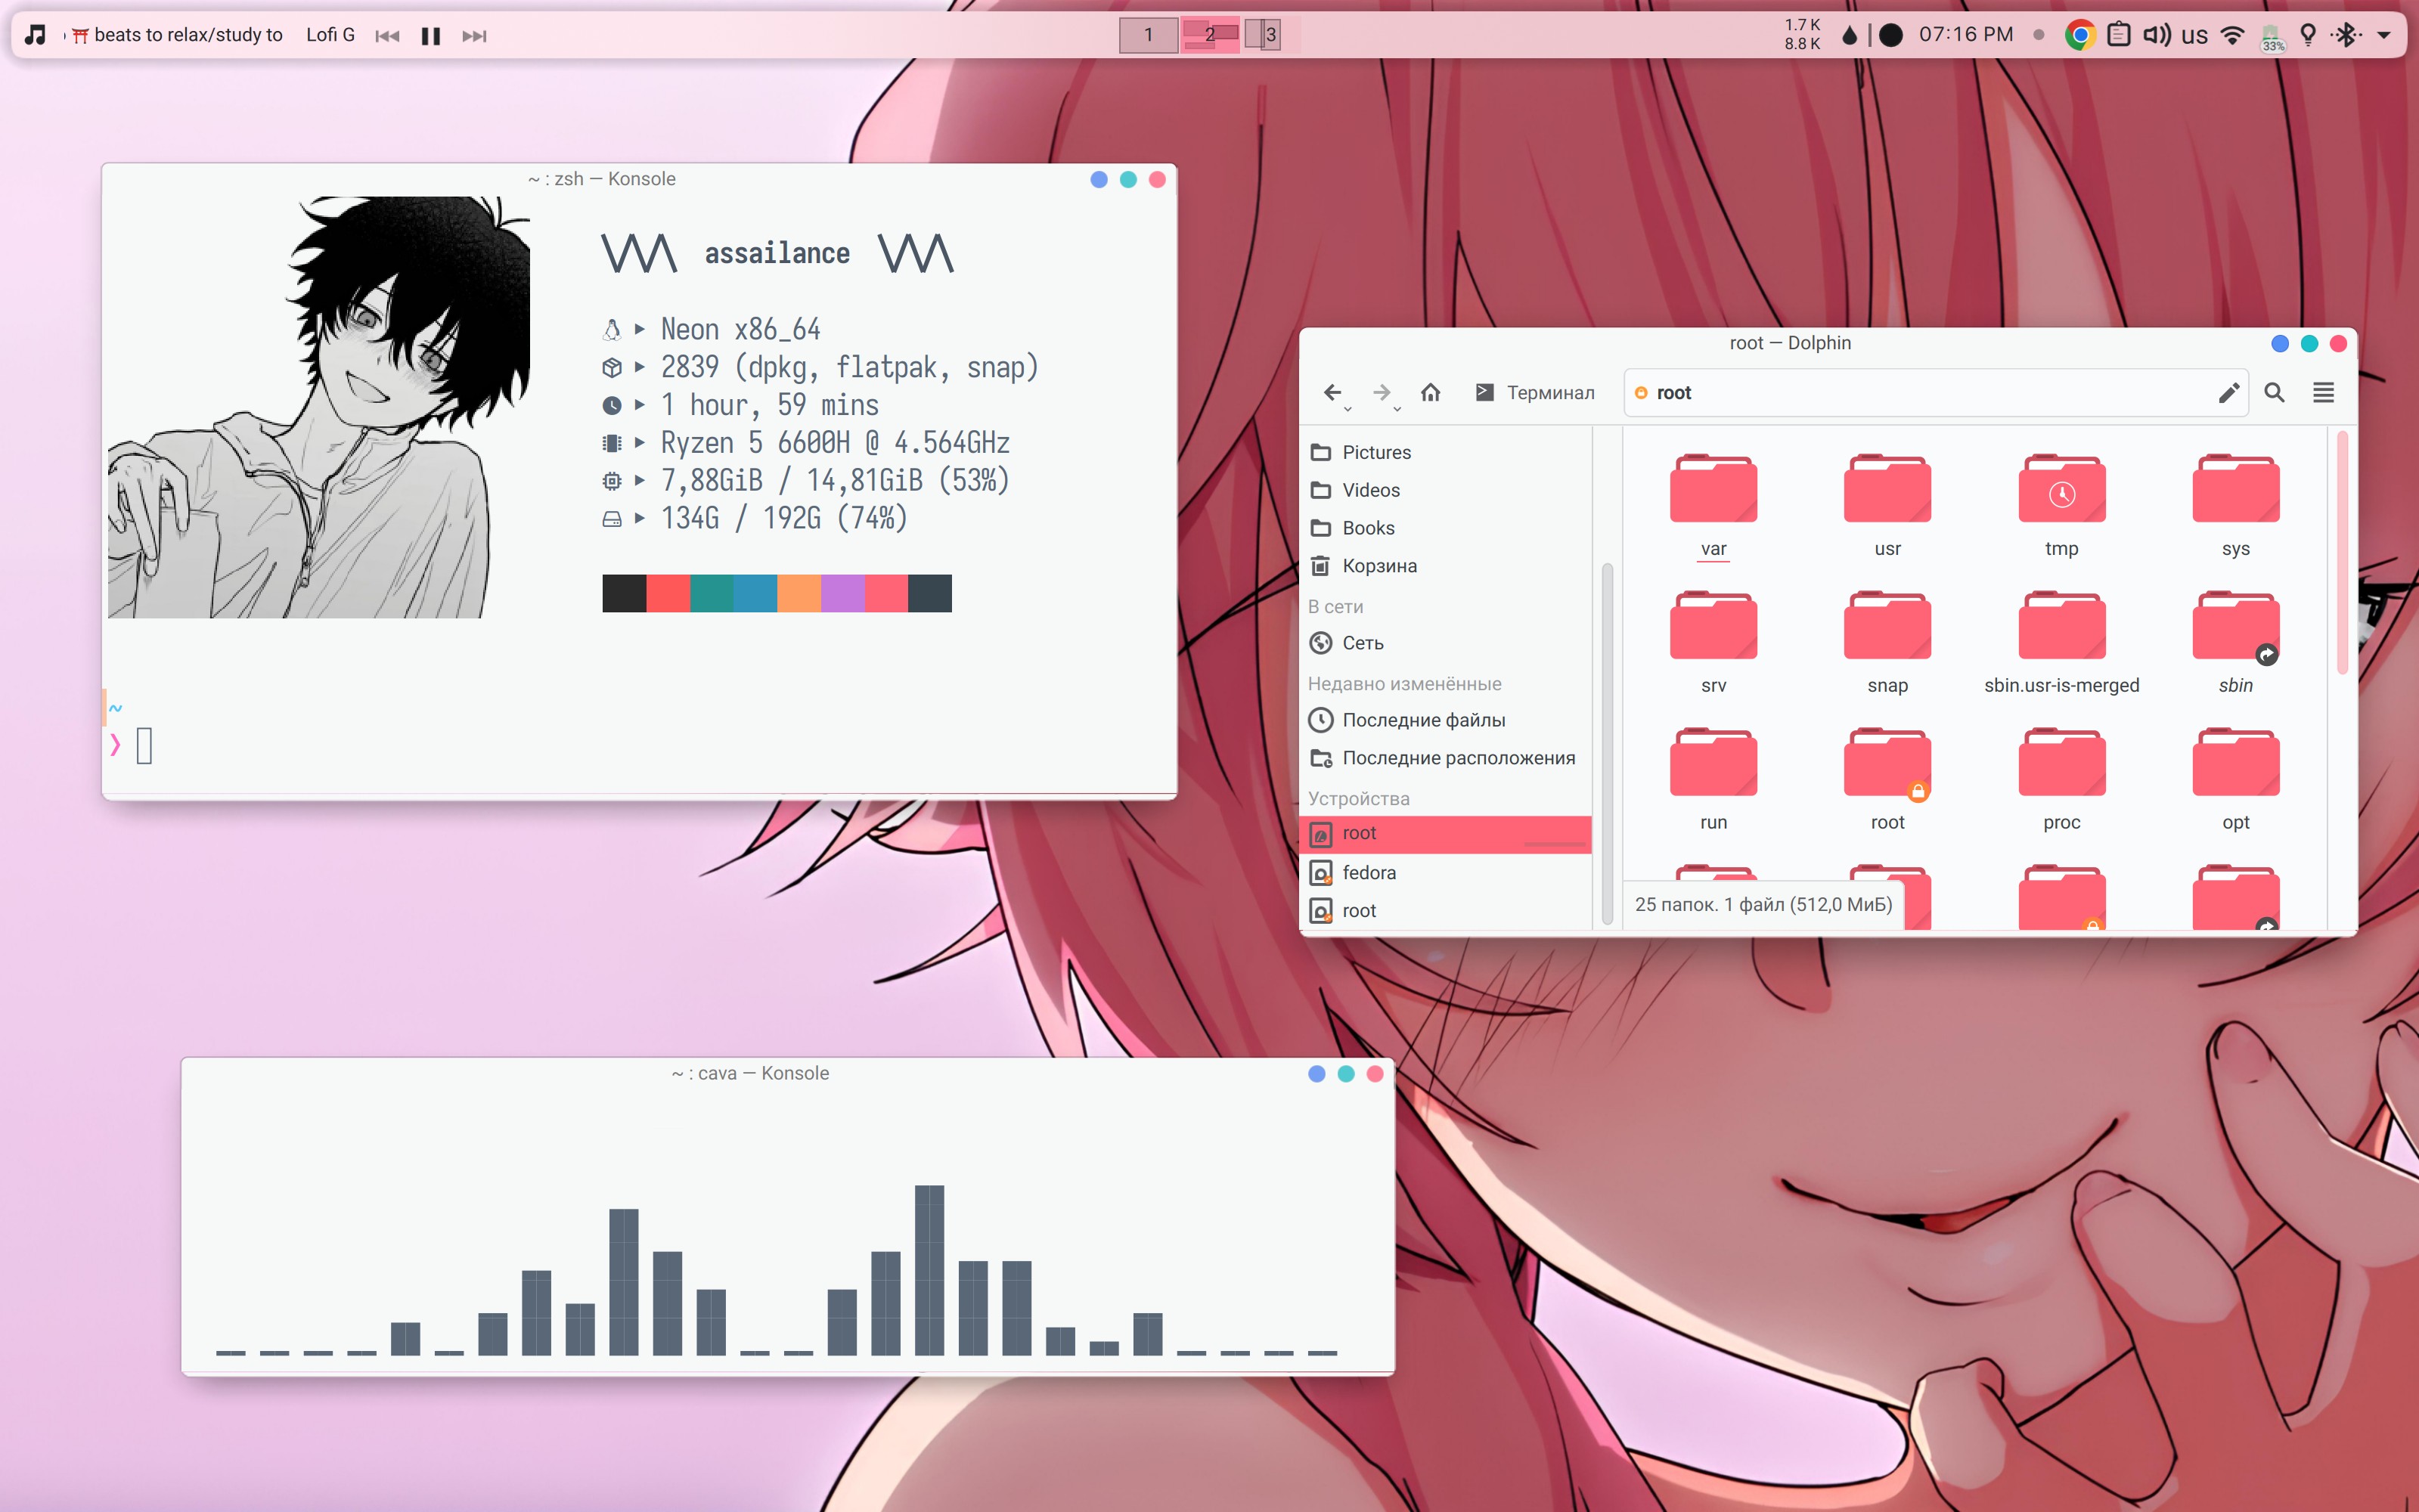 beats to relax/study to Lofi G
1 2 3
1.7 K
8.8 K
07:16 PM
us
33%
~ : zsh — Konsole
assailance
Neon x86_64
2839 (dpkg, flatpak, snap)
1 hour, 59 mins
Ryzen 5 6600H @ 4.564GHz
7,88GiB / 14,81GiB (53%)
134G / 192G (74%)
~
❯
root — Dolphin
Терминал
root
Pictures
Videos
Books
Корзина
В сети
Сеть
Недавно изменённые
Последние файлы
Последние расположения
Устройства
root
fedora
root
var usr tmp sys
srv snap sbin.usr-is-merged sbin
run root proc opt
25 папок. 1 файл (512,0 МиБ)
~ : cava — Konsole